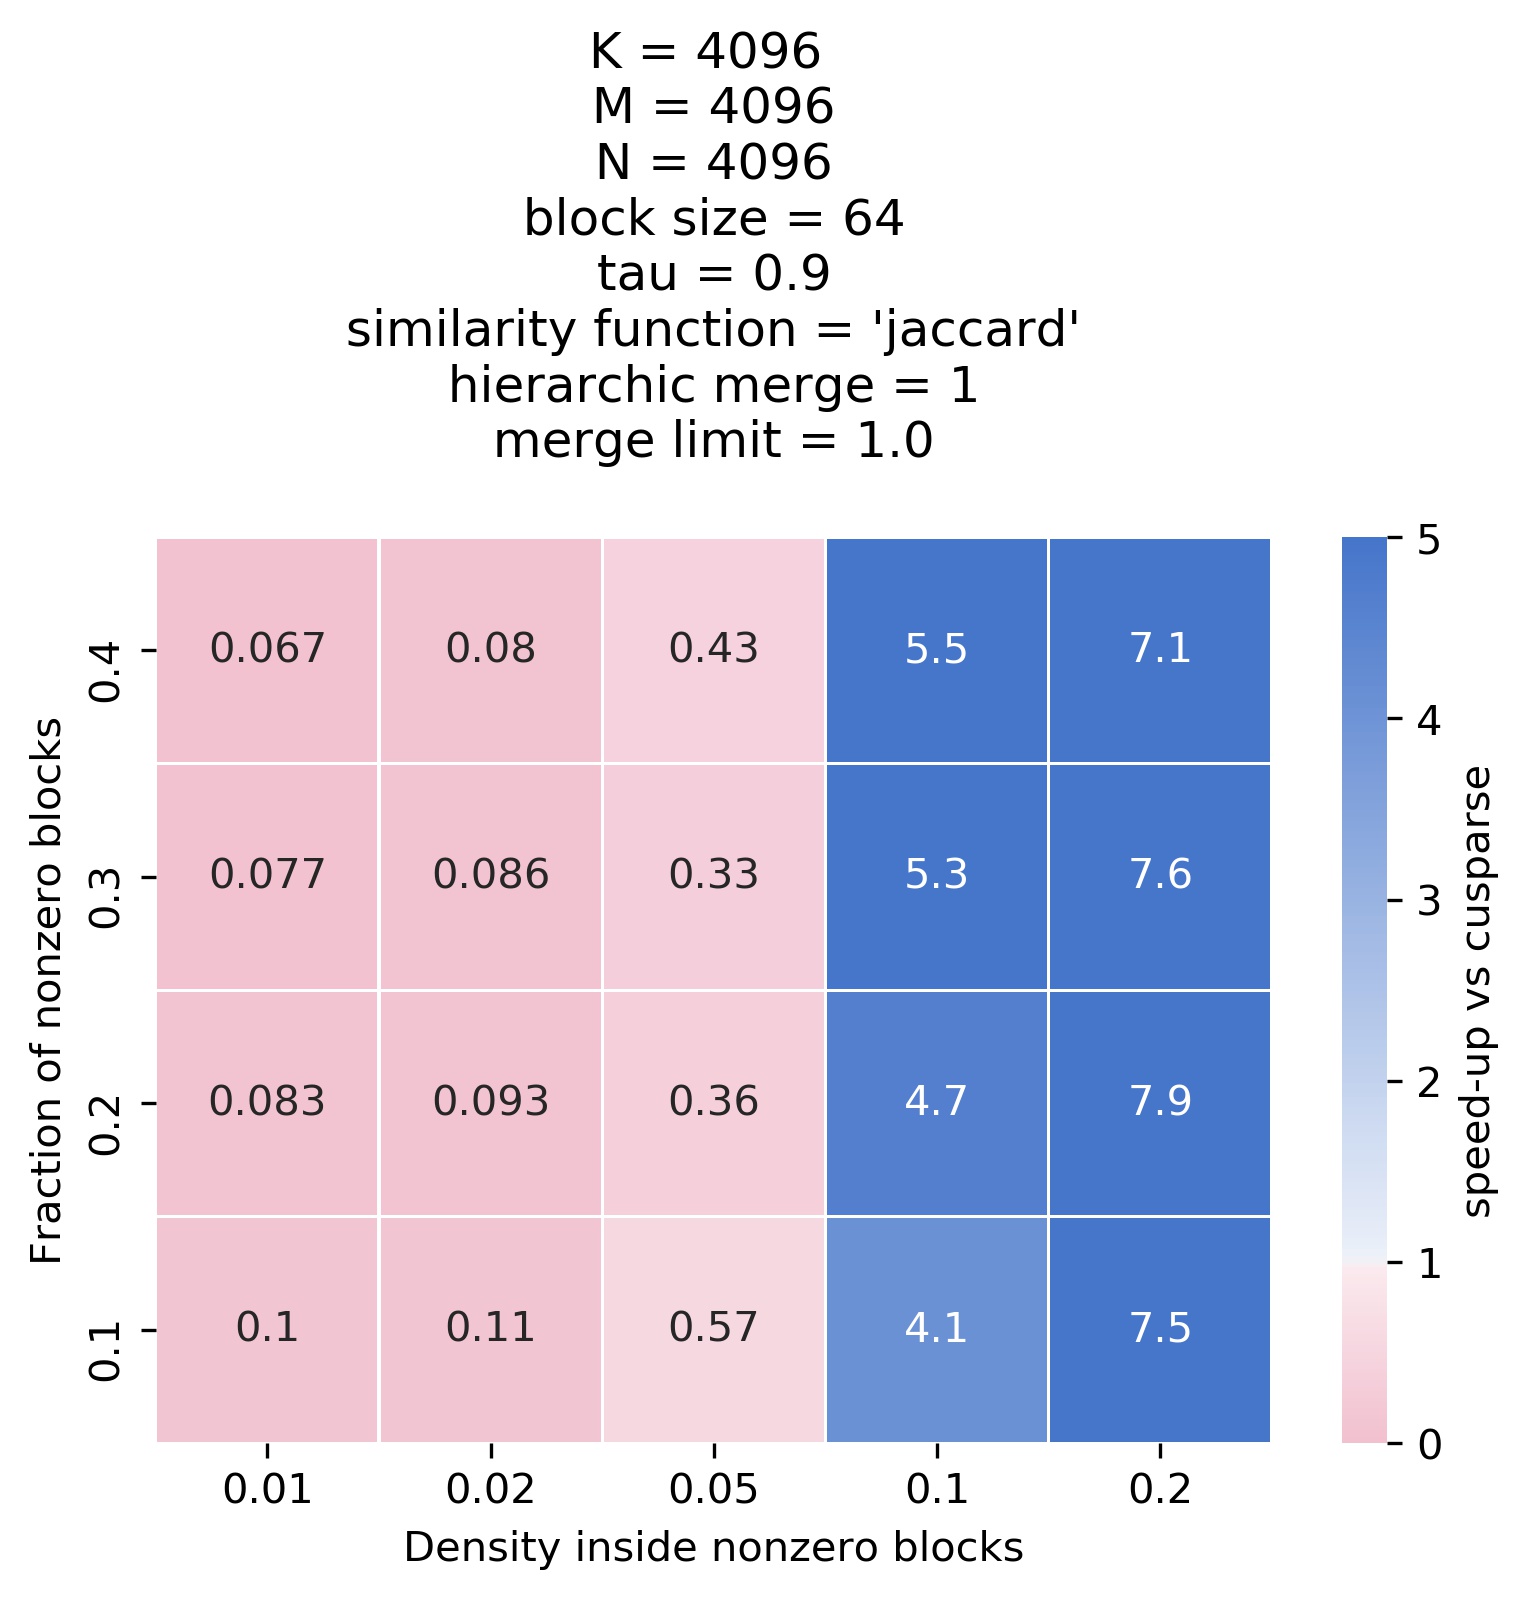 K = 4096
M = 4096
N = 4096
block size = 64
tau = 0.9
similarity function = 'jaccard'
hierarchic merge = 1
merge limit = 1.0
Fraction of nonzero blocks
0.4
0.067 0.08 0.43 5.5 7.1
0.3
0.077 0.086 0.33 5.3 7.6
0.2
0.083 0.093 0.36 4.7 7.9
0.1
0.1 0.11 0.57 4.1 7.5
0.01 0.02 0.05 0.1 0.2
Density inside nonzero blocks
5
4
3
2
1
0
speed-up vs cusparse